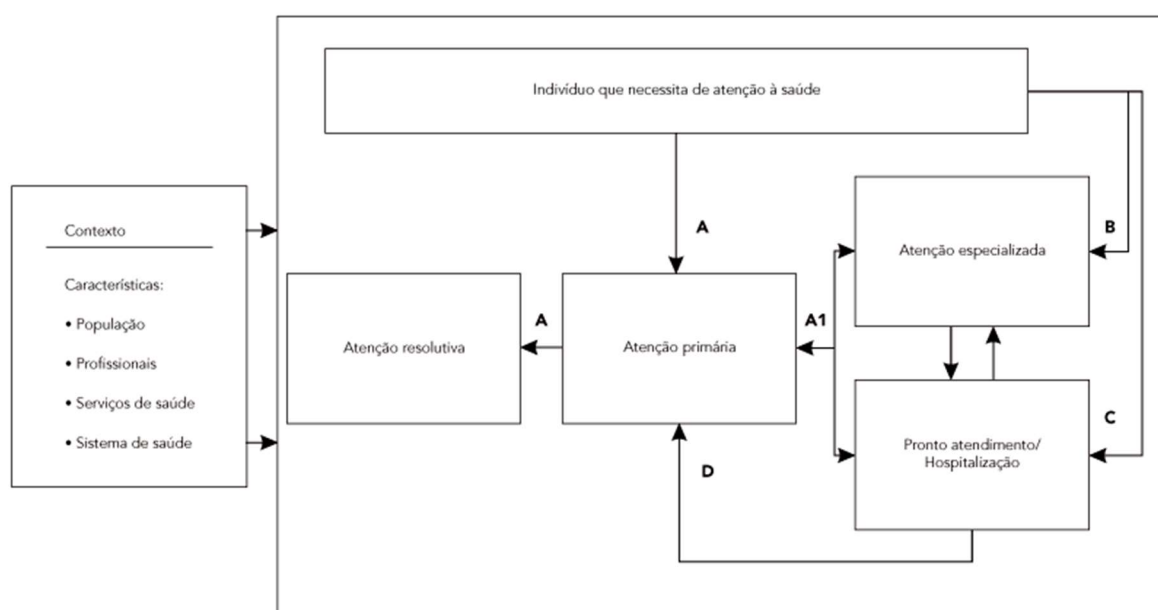 Indivíduo que necessita de atenção à saúde
Contexto
Características:
• População
• Profissionais
• Serviços de saúde
• Sistema de saúde
A
B
Atenção especializada
Atenção resolutiva
A
Atenção primária
A1
C
Pronto atendimento/
Hospitalização
D